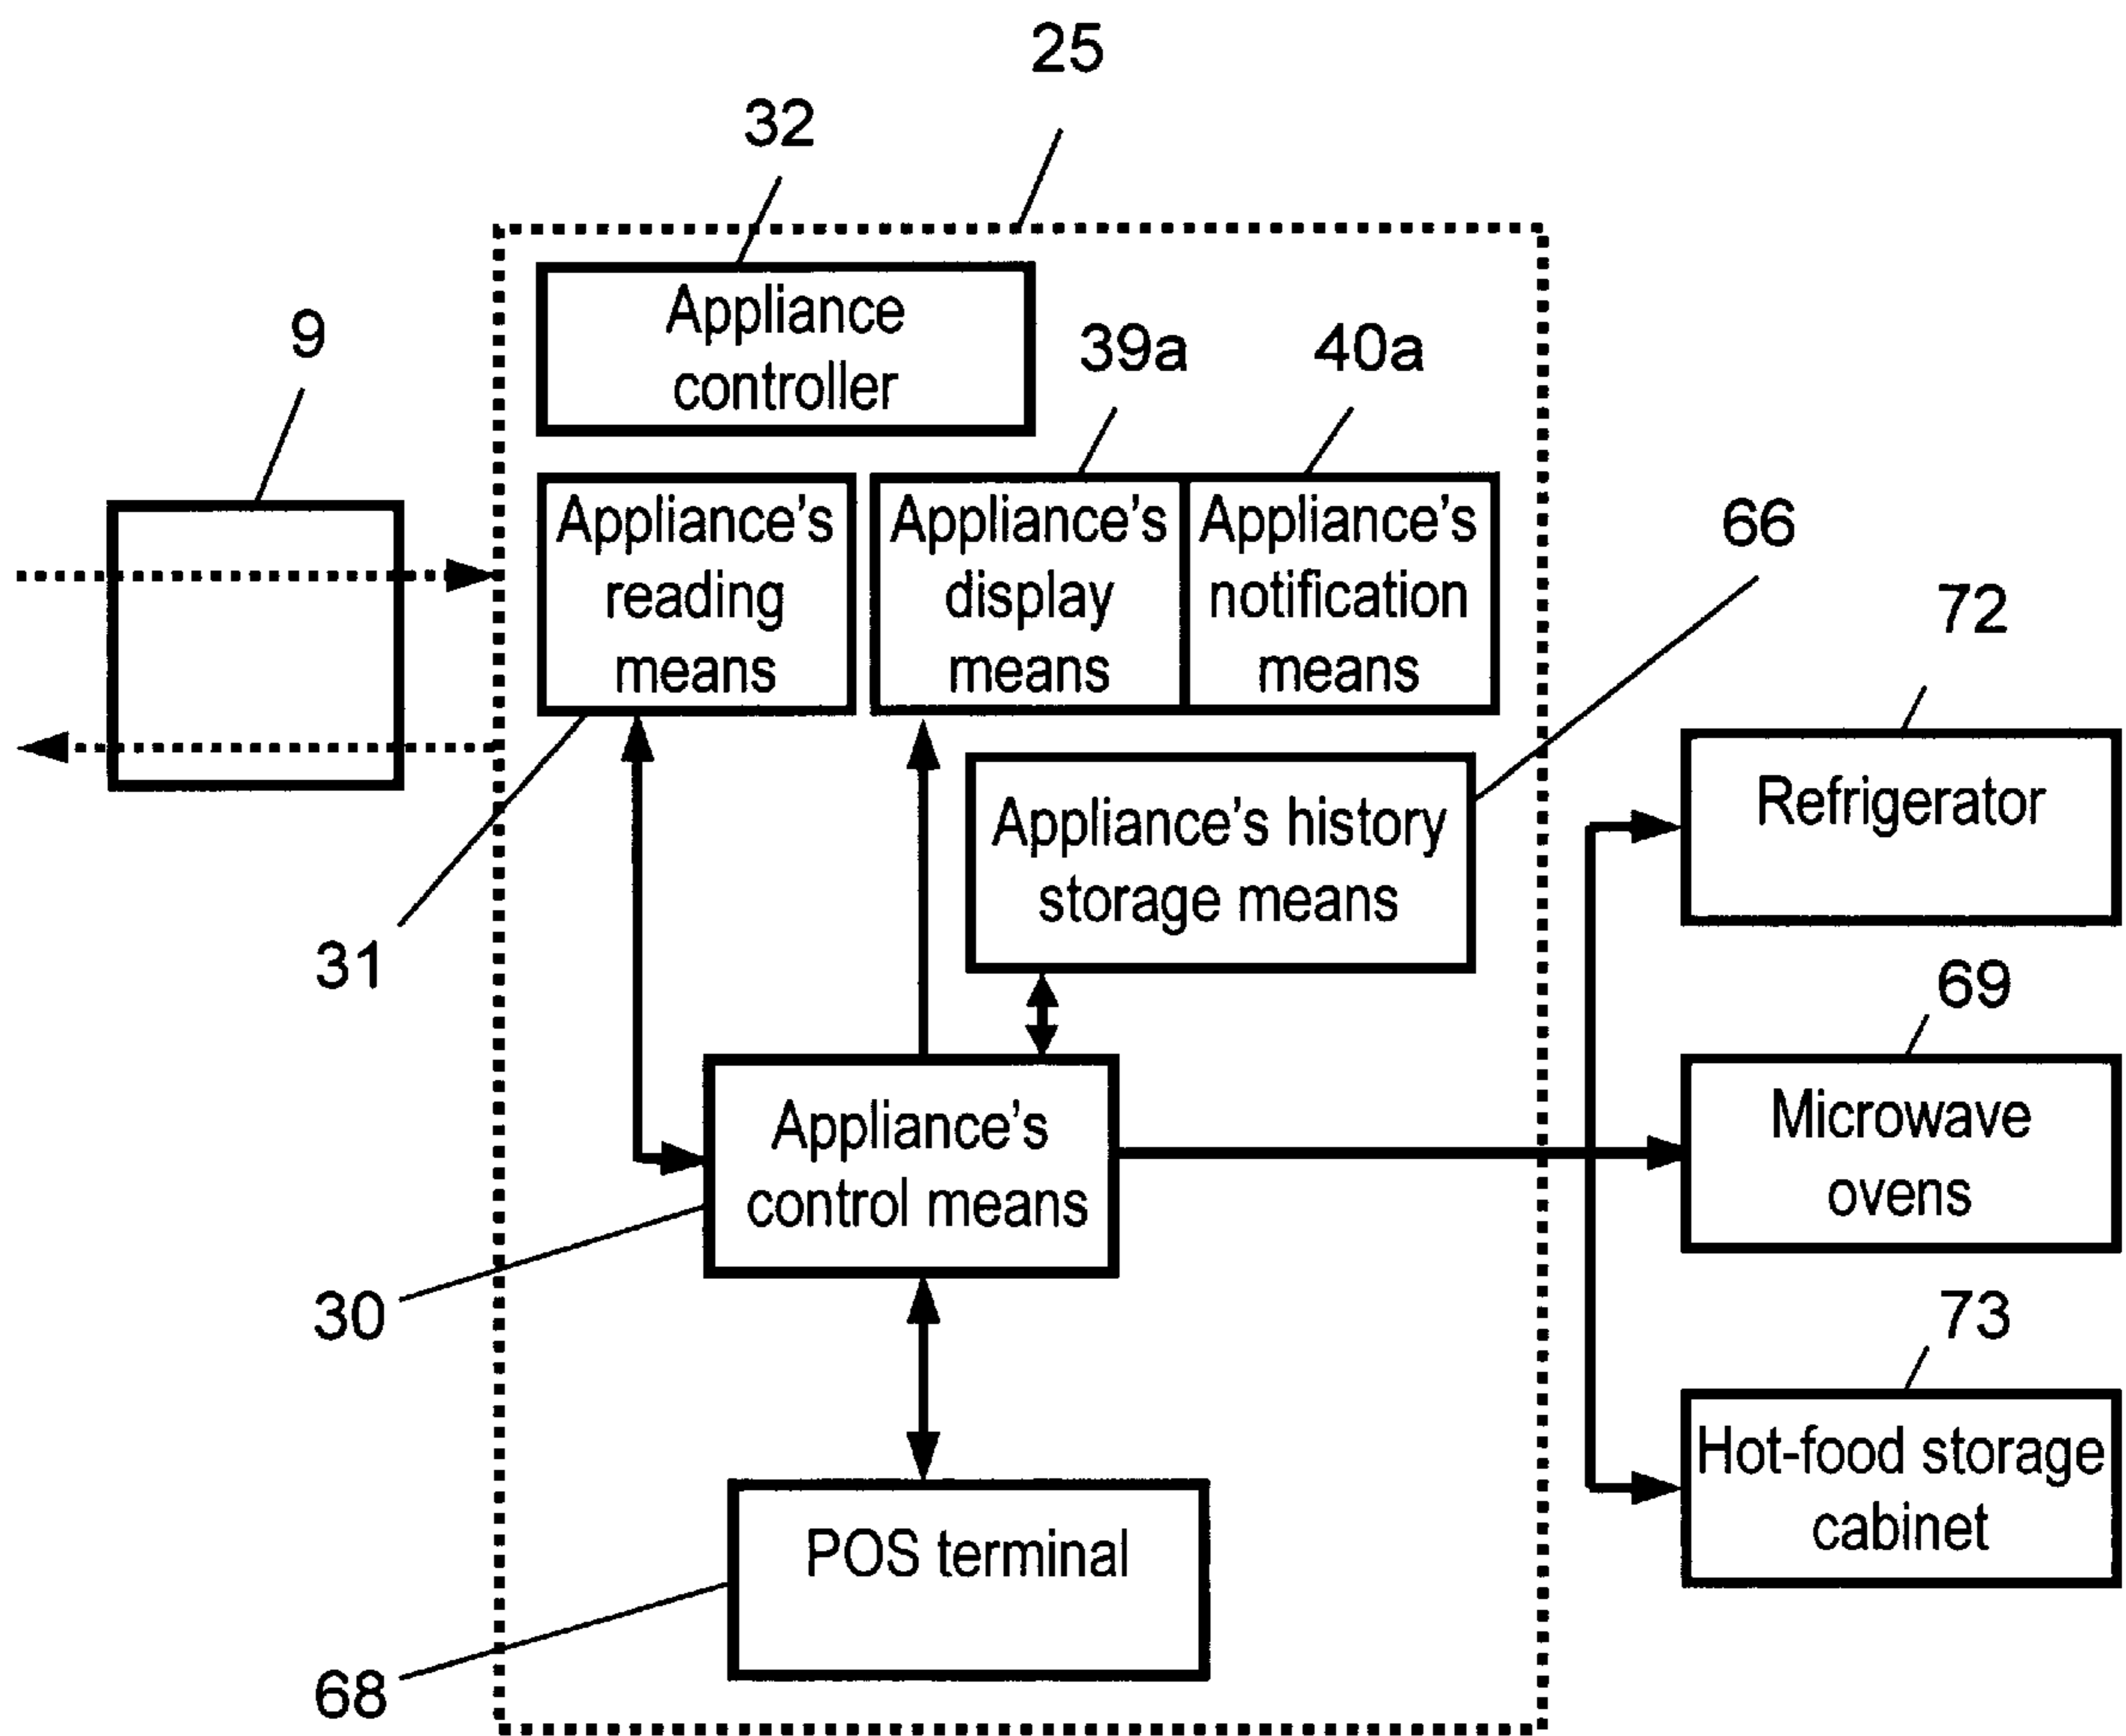 25
32
Appliance
controller
9
39a
40a
Appliance's
reading
means
Appliance's
display
means
Appliance's
notification
means
66
72
Refrigerator
Appliance's history
storage means
31
69
Microwave
ovens
Appliance's
control means
30
73
Hot-food storage
cabinet
POS terminal
68